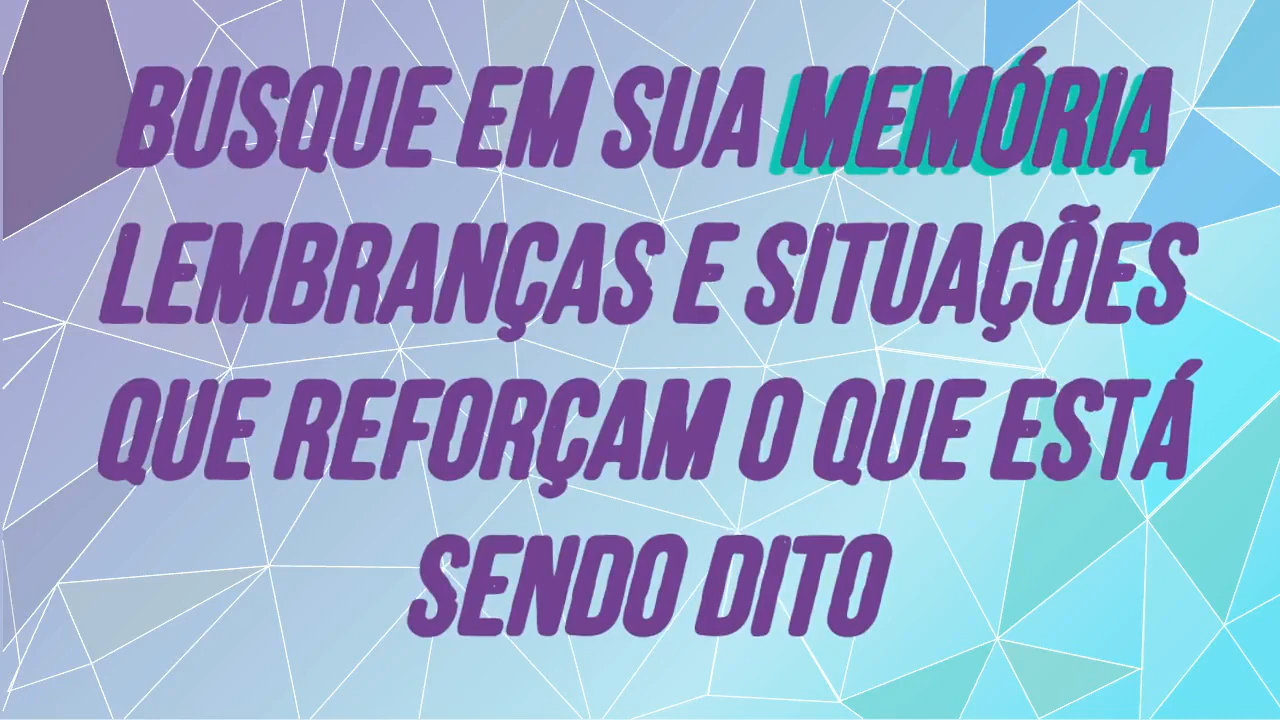 BUSQUE EM SUA MEMÓRIA
LEMBRANÇAS E SITUAÇÕES
QUE REFORÇAM O QUE ESTÁ
SENDO DITO